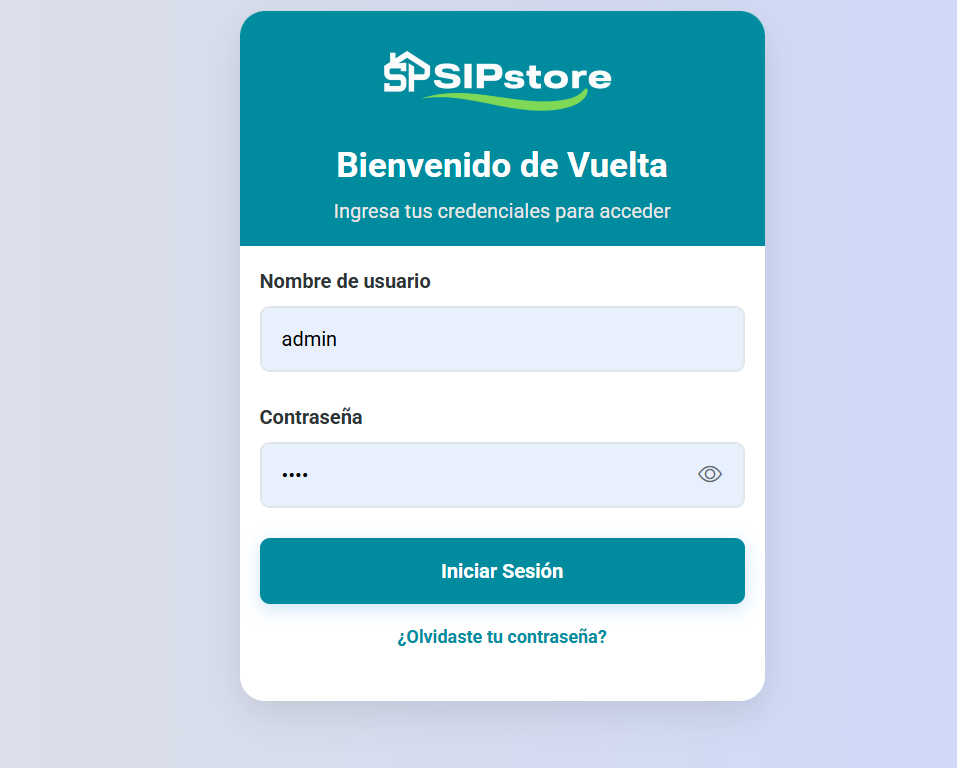 SP SIPstore
Bienvenido de Vuelta
Ingresa tus credenciales para acceder
Nombre de usuario
admin
Contraseña
••••
Iniciar Sesión
¿Olvidaste tu contraseña?